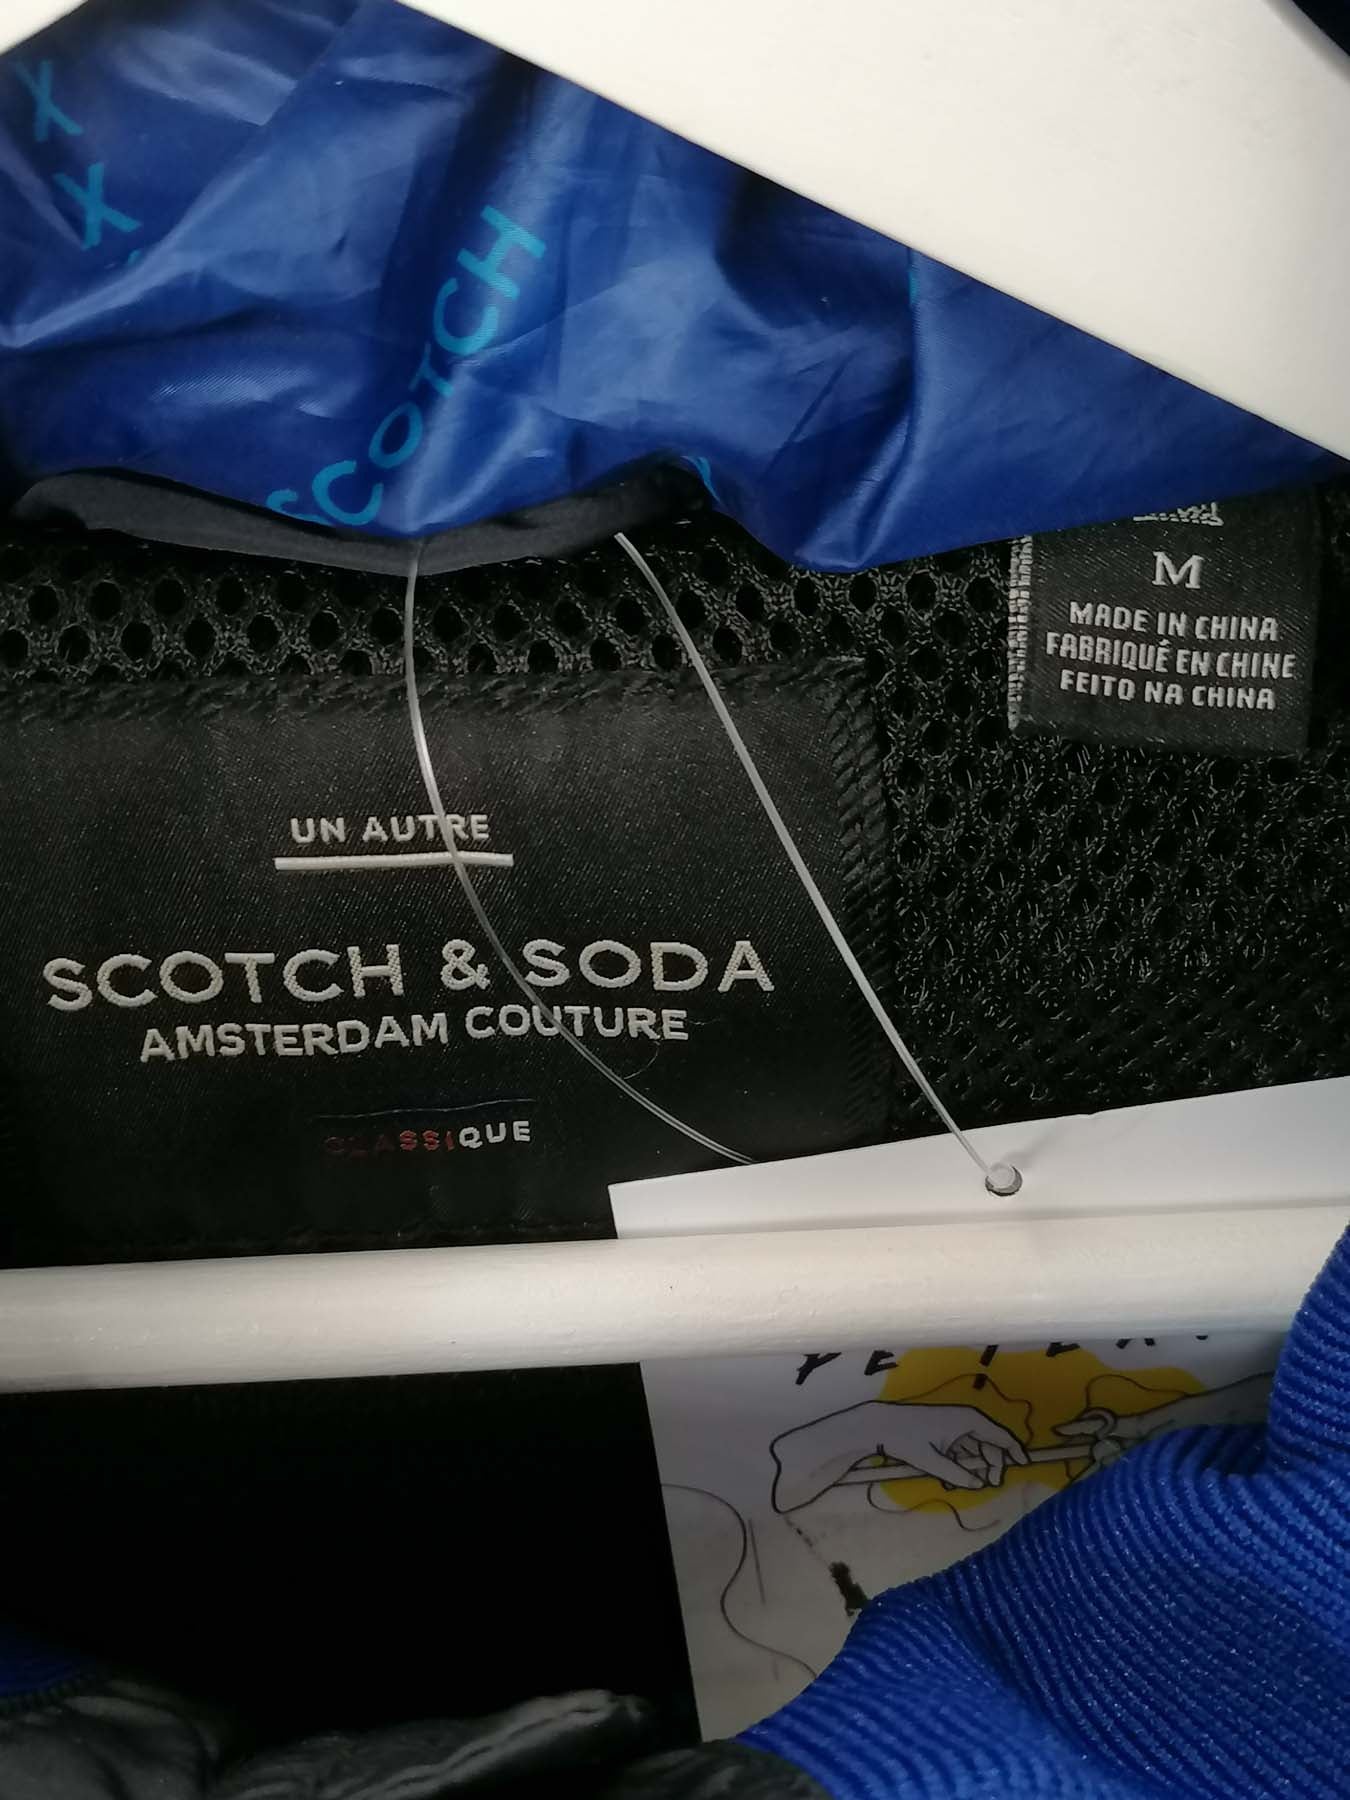 X
X
SCOTCH
M
MADE IN CHINA
FABRIQUÉ EN CHINE
FEITO NA CHINA
UN AUTRE
SCOTCH & SODA
AMSTERDAM COUTURE
CLASSIQUE